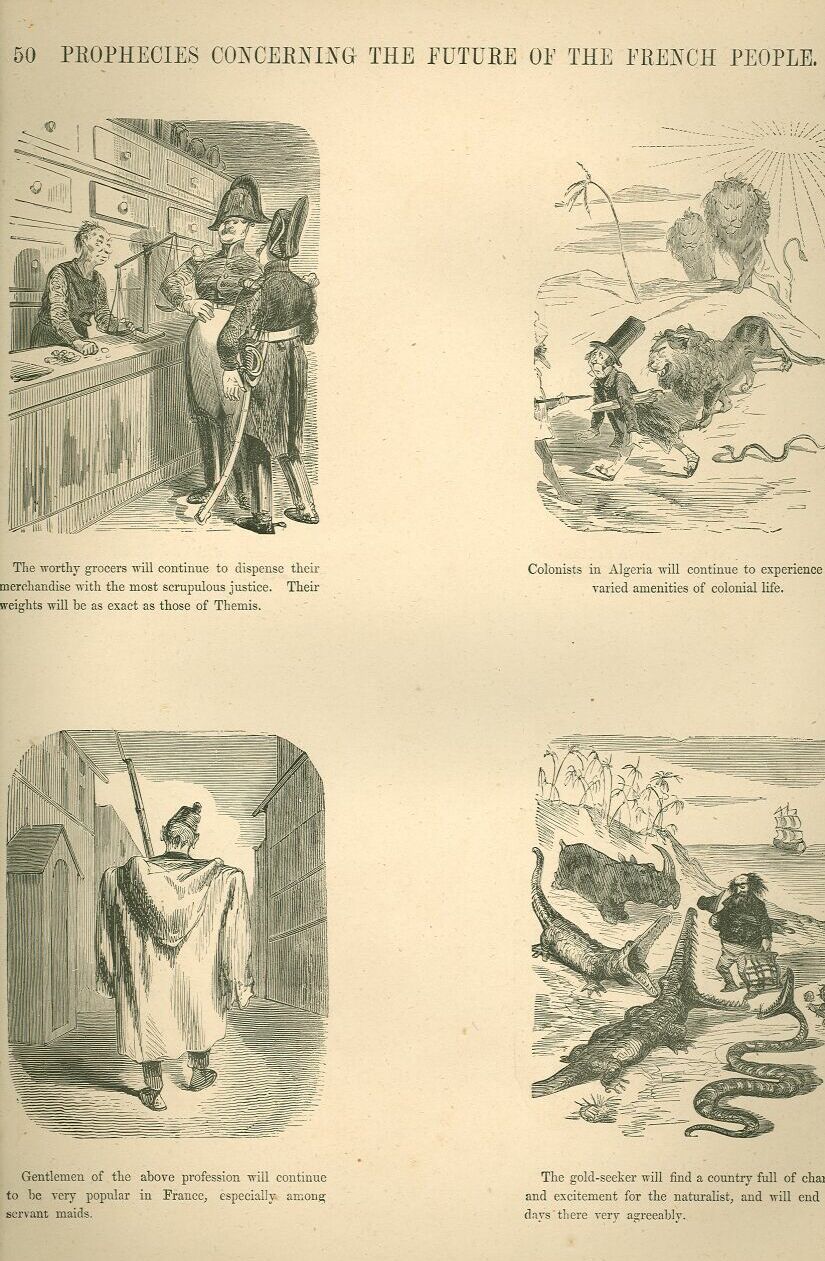 50 PROPHECIES CONCERNING THE FUTURE OF THE FRENCH PEOPLE.
The worthy grocers will continue to dispense their
merchandise with the most scrupulous justice. Their
weights will be as exact as those of Themis.
Colonists in Algeria will continue to experience
varied amenities of colonial life.
Gentlemen of the above profession will continue
to be very popular in France, especially among
servant maids.
The gold-seeker will find a country full of
and excitement for the naturalist, and will end
days there very agreeably.